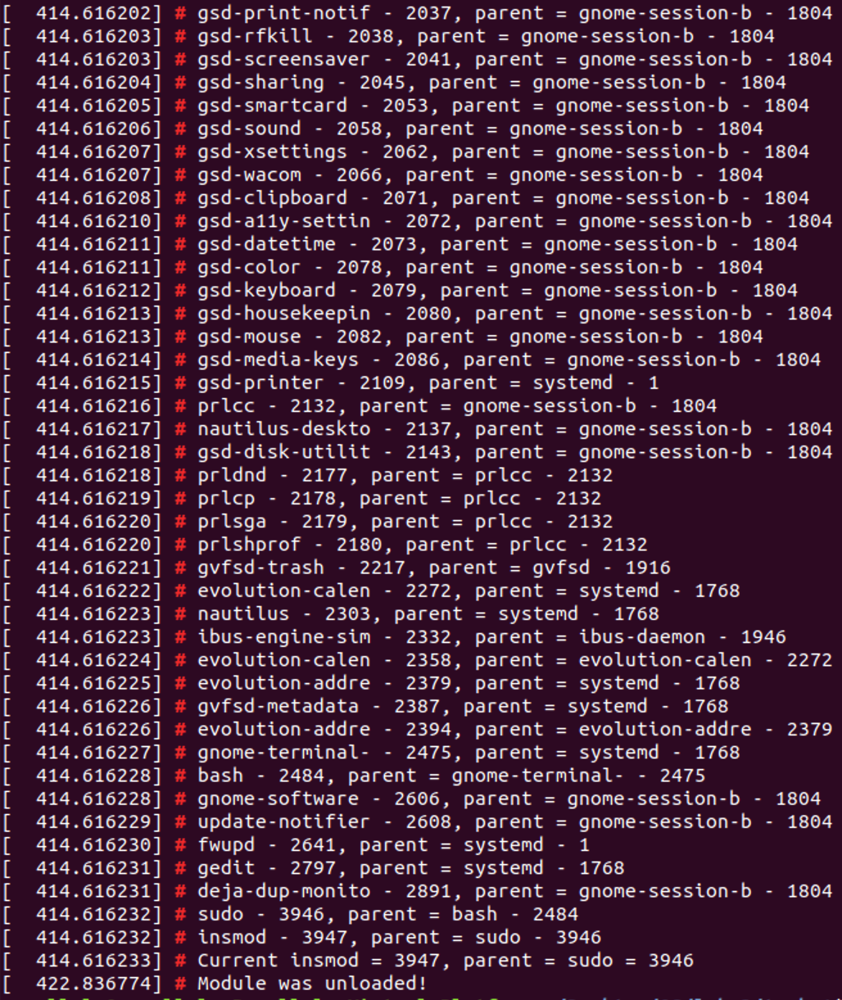 [  414.616202] # gsd-print-notif - 2037, parent = gnome-session-b - 1804
[  414.616203] # gsd-rfkill - 2038, parent = gnome-session-b - 1804
[  414.616203] # gsd-screensaver - 2041, parent = gnome-session-b - 1804
[  414.616204] # gsd-sharing - 2045, parent = gnome-session-b - 1804
[  414.616205] # gsd-smartcard - 2053, parent = gnome-session-b - 1804
[  414.616206] # gsd-sound - 2058, parent = gnome-session-b - 1804
[  414.616207] # gsd-xsettings - 2062, parent = gnome-session-b - 1804
[  414.616207] # gsd-wacom - 2066, parent = gnome-session-b - 1804
[  414.616208] # gsd-clipboard - 2071, parent = gnome-session-b - 1804
[  414.616210] # gsd-a11y-settin - 2072, parent = gnome-session-b - 1804
[  414.616211] # gsd-datetime - 2073, parent = gnome-session-b - 1804
[  414.616211] # gsd-color - 2078, parent = gnome-session-b - 1804
[  414.616212] # gsd-keyboard - 2079, parent = gnome-session-b - 1804
[  414.616213] # gsd-housekeepin - 2080, parent = gnome-session-b - 1804
[  414.616213] # gsd-mouse - 2082, parent = gnome-session-b - 1804
[  414.616214] # gsd-media-keys - 2086, parent = gnome-session-b - 1804
[  414.616215] # gsd-printer - 2109, parent = systemd - 1
[  414.616216] # prlcc - 2132, parent = gnome-session-b - 1804
[  414.616217] # nautilus-deskto - 2137, parent = gnome-session-b - 1804
[  414.616218] # gsd-disk-utilit - 2143, parent = gnome-session-b - 1804
[  414.616218] # prldnd - 2177, parent = prlcc - 2132
[  414.616219] # prlcp - 2178, parent = prlcc - 2132
[  414.616220] # prlsga - 2179, parent = prlcc - 2132
[  414.616220] # prlshprof - 2180, parent = prlcc - 2132
[  414.616221] # gvfsd-trash - 2217, parent = gvfsd - 1916
[  414.616222] # evolution-calen - 2272, parent = systemd - 1768
[  414.616223] # nautilus - 2303, parent = systemd - 1768
[  414.616223] # ibus-engine-sim - 2332, parent = ibus-daemon - 1946
[  414.616224] # evolution-calen - 2358, parent = evolution-calen - 2272
[  414.616225] # evolution-addre - 2379, parent = systemd - 1768
[  414.616226] # gvfsd-metadata - 2387, parent = systemd - 1768
[  414.616226] # evolution-addre - 2394, parent = evolution-addre - 2379
[  414.616227] # gnome-terminal- - 2475, parent = systemd - 1768
[  414.616228] # bash - 2484, parent = gnome-terminal- - 2475
[  414.616228] # gnome-software - 2606, parent = gnome-session-b - 1804
[  414.616229] # update-notifier - 2608, parent = gnome-session-b - 1804
[  414.616230] # fwupd - 2641, parent = systemd - 1
[  414.616231] # gedit - 2797, parent = systemd - 1768
[  414.616231] # deja-dup-monito - 2891, parent = gnome-session-b - 1804
[  414.616232] # sudo - 3946, parent = bash - 2484
[  414.616232] # insmod - 3947, parent = sudo - 3946
[  414.616233] # Current insmod = 3947, parent = sudo = 3946
[  422.836774] # Module was unloaded!